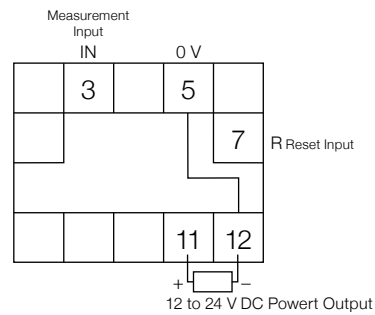 Measurement
Input
IN 0 V
3 5
7 R Reset Input
11 12
+ −
12 to 24 V DC Powert Output